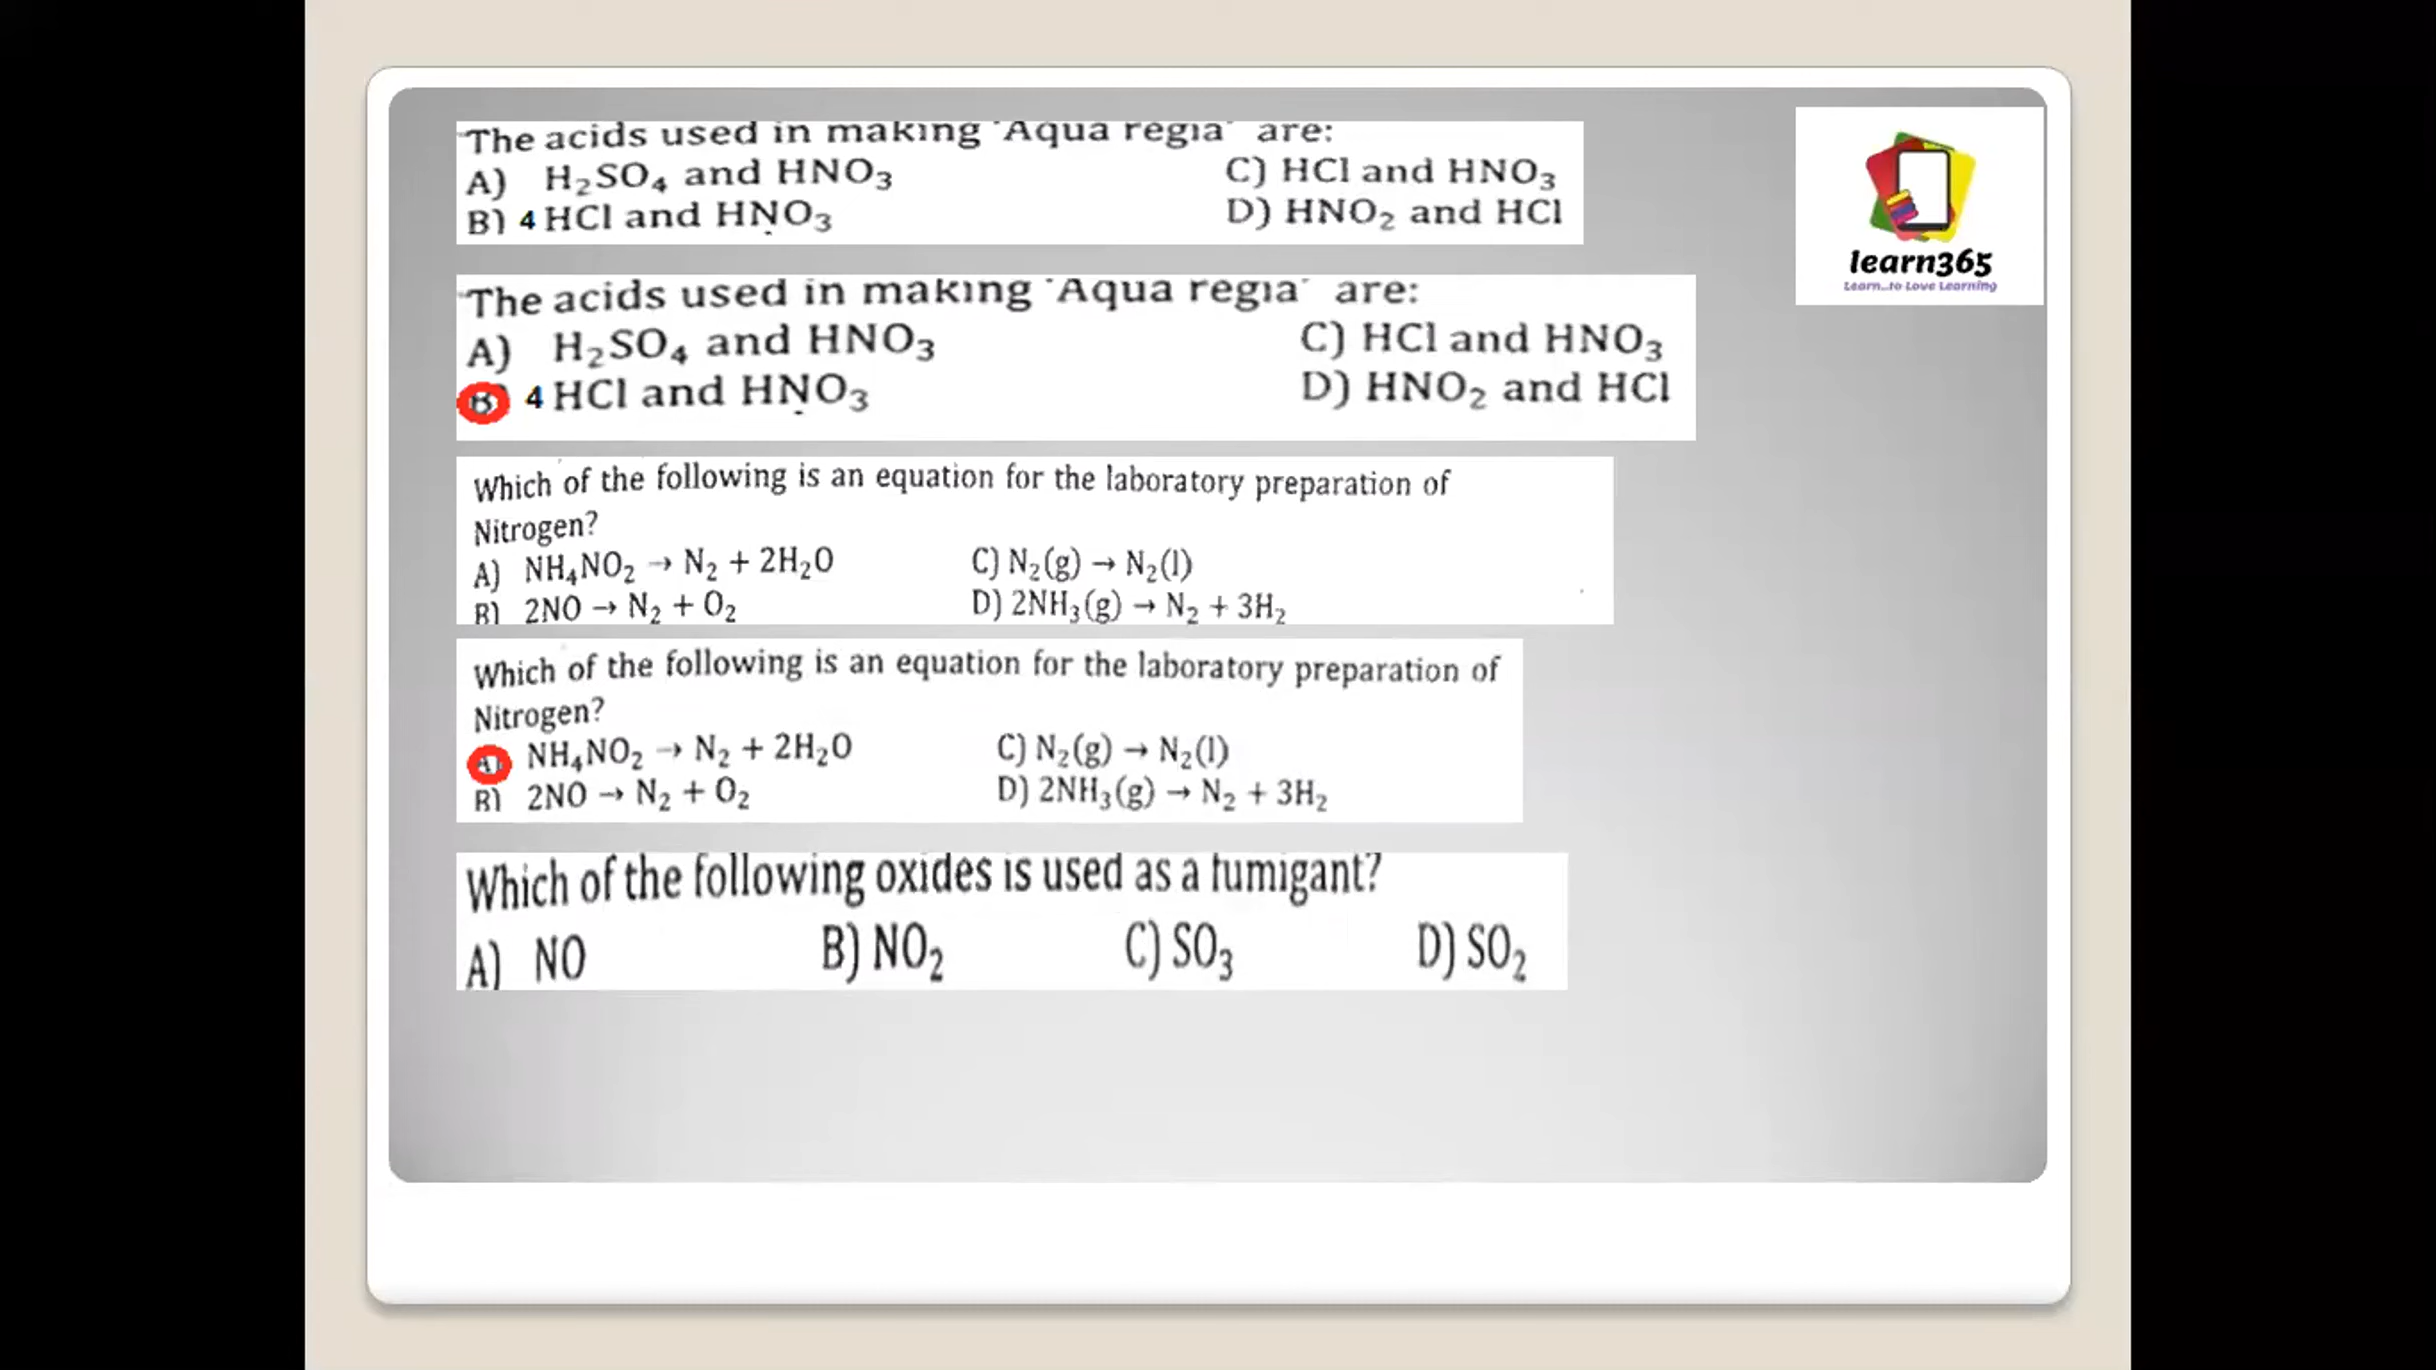 The acids used in making 'Aqua regia' are:
A) H₂SO₄ and HNO₃ C) HCl and HNO₃
B) 4 HCl and HNO₃ D) HNO₂ and HCl
learn365
Learn...to Love Learning
The acids used in making 'Aqua regia' are:
A) H₂SO₄ and HNO₃ C) HCl and HNO₃
B) 4 HCl and HNO₃ D) HNO₂ and HCl
Which of the following is an equation for the laboratory preparation of
Nitrogen?
A) NH₄NO₂ → N₂ + 2H₂O C) N₂(g) → N₂(l)
B) 2NO → N₂ + O₂ D) 2NH₃(g) → N₂ + 3H₂
Which of the following is an equation for the laboratory preparation of
Nitrogen?
A) NH₄NO₂ → N₂ + 2H₂O C) N₂(g) → N₂(l)
B) 2NO → N₂ + O₂ D) 2NH₃(g) → N₂ + 3H₂
Which of the following oxides is used as a fumigant?
A) NO B) NO₂ C) SO₃ D) SO₂